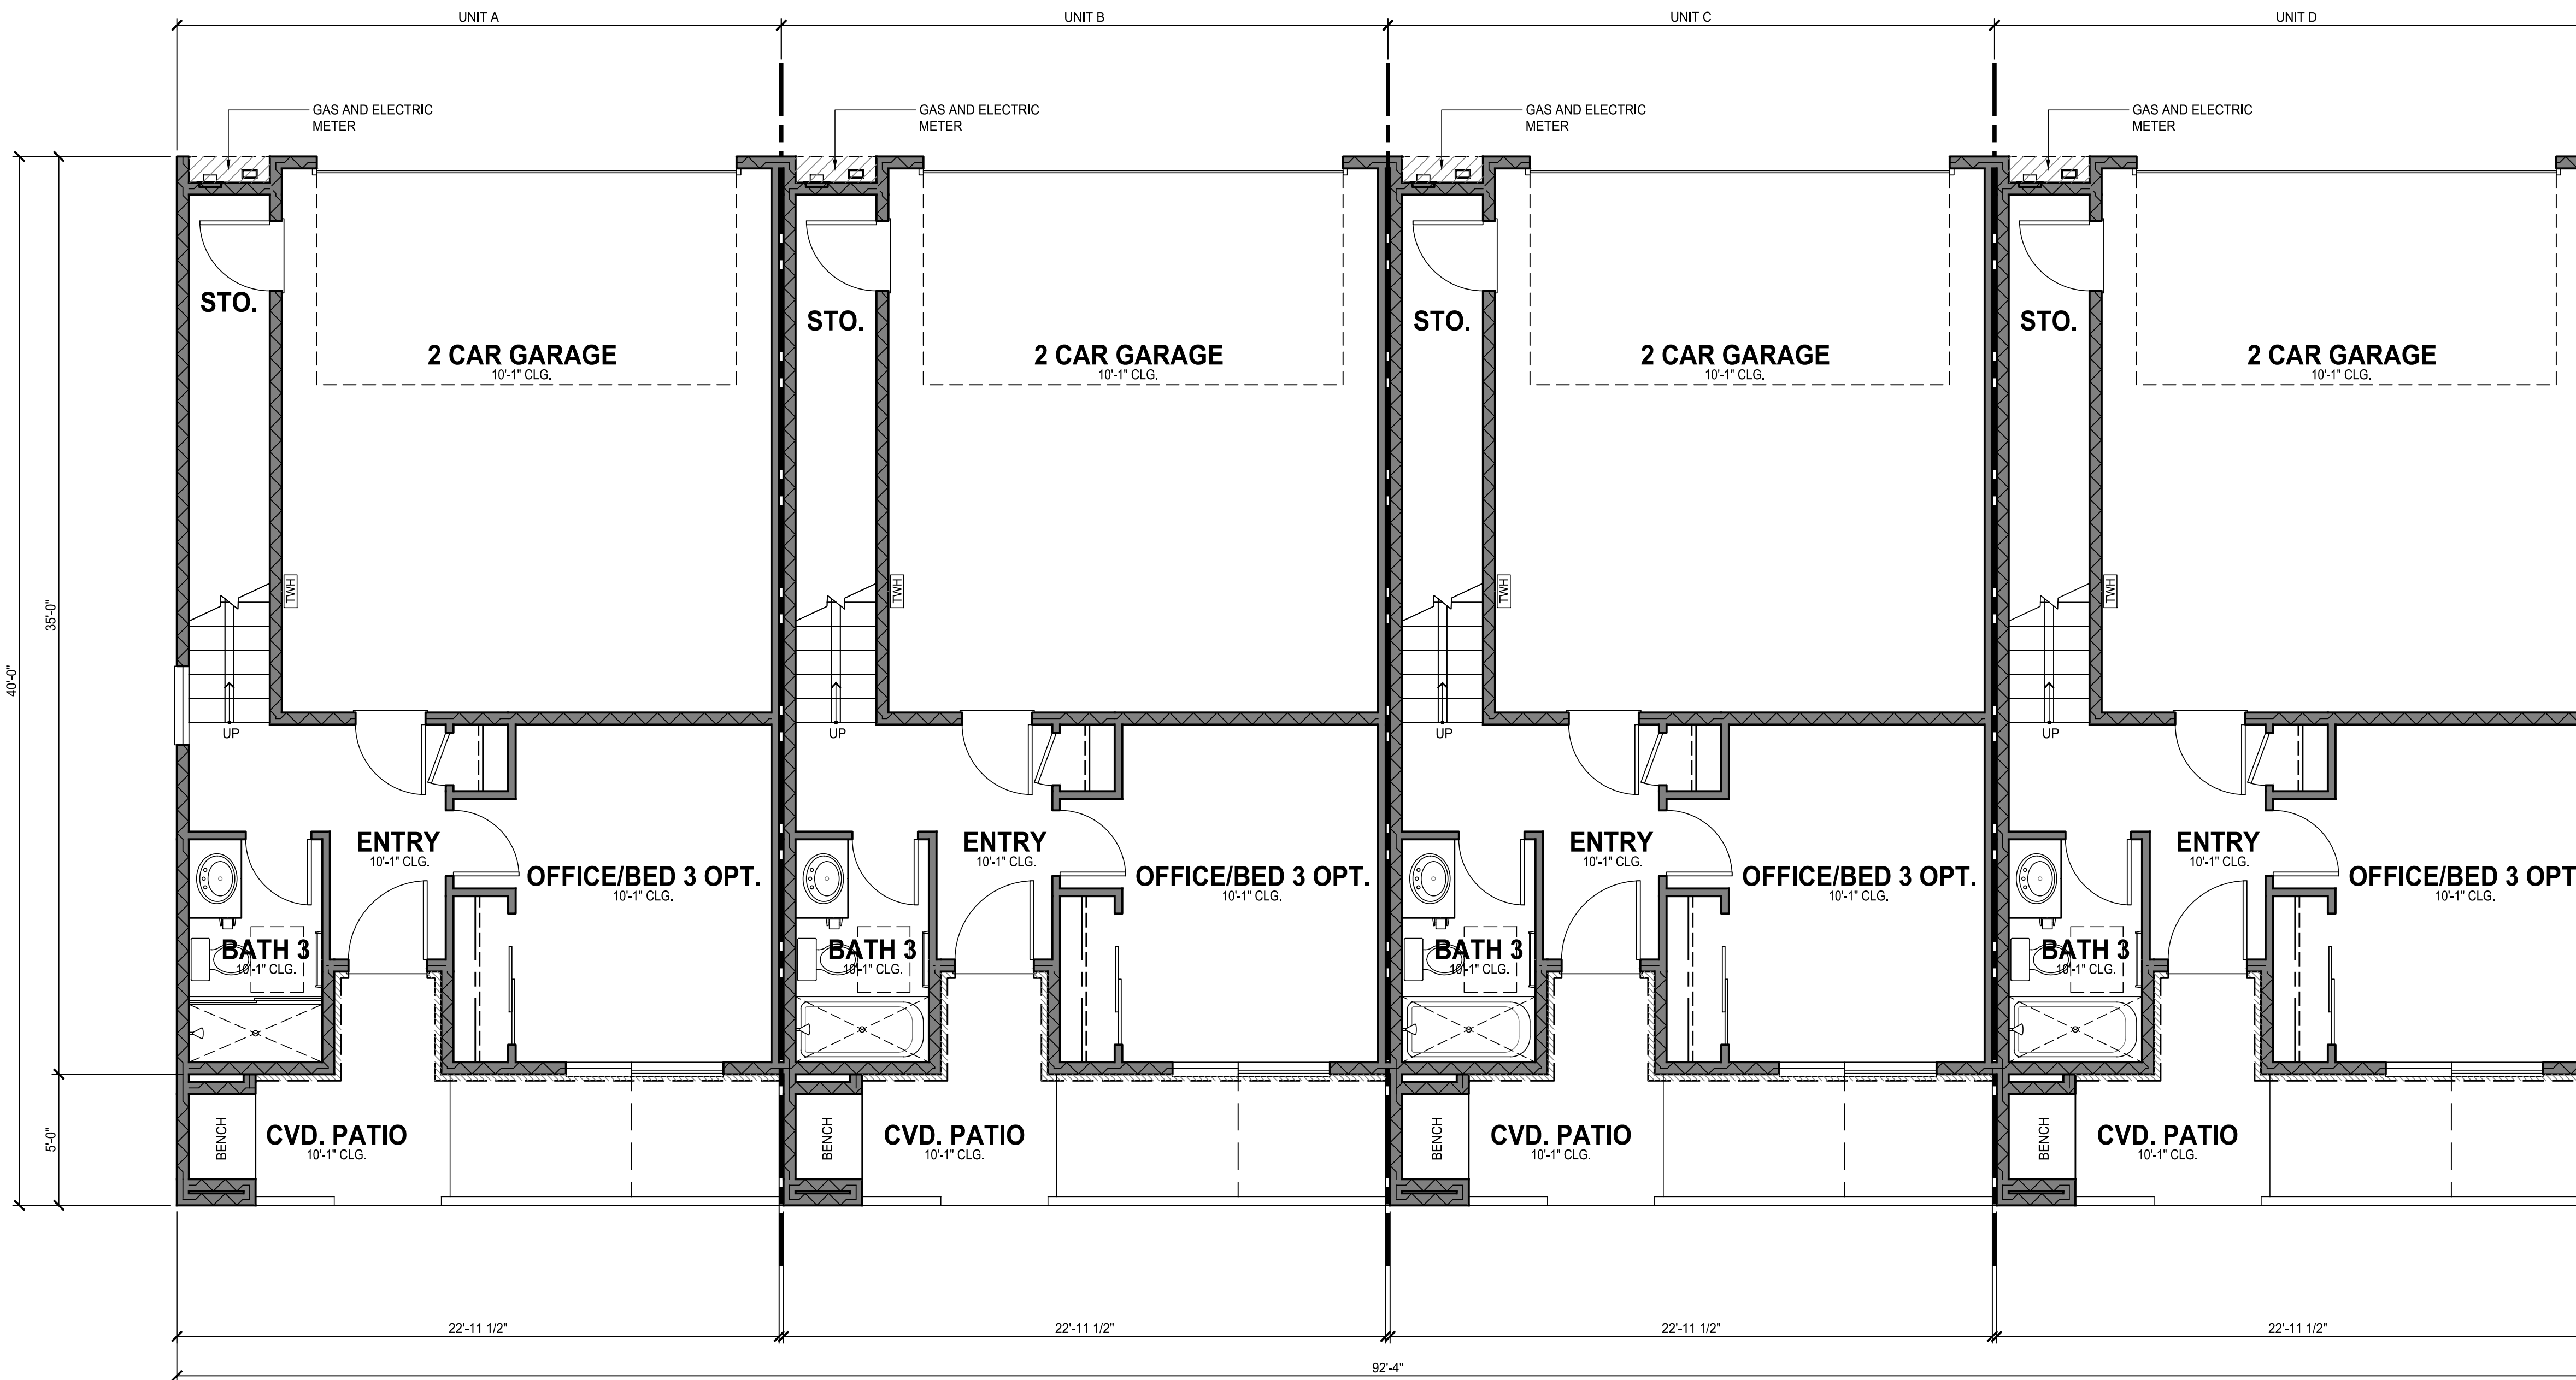 UNIT A
UNIT B
UNIT C
UNIT D
GAS AND ELECTRIC
METER
GAS AND ELECTRIC
METER
GAS AND ELECTRIC
METER
GAS AND ELECTRIC
METER
STO.
STO.
STO.
STO.
2 CAR GARAGE
10'-1" CLG.
2 CAR GARAGE
10'-1" CLG.
2 CAR GARAGE
10'-1" CLG.
2 CAR GARAGE
10'-1" CLG.
TWH
TWH
TWH
TWH
35'-0"
40'-0"
UP
UP
UP
UP
ENTRY
10'-1" CLG.
ENTRY
10'-1" CLG.
ENTRY
10'-1" CLG.
ENTRY
10'-1" CLG.
OFFICE/BED 3 OPT.
10'-1" CLG.
OFFICE/BED 3 OPT.
10'-1" CLG.
OFFICE/BED 3 OPT.
10'-1" CLG.
OFFICE/BED 3 OPT
10'-1" CLG.
BATH 3
10'-1" CLG.
BATH 3
10'-1" CLG.
BATH 3
10'-1" CLG.
BATH 3
10'-1" CLG.
5'-0"
BENCH
CVD. PATIO
10'-1" CLG.
BENCH
CVD. PATIO
10'-1" CLG.
BENCH
CVD. PATIO
10'-1" CLG.
BENCH
CVD. PATIO
10'-1" CLG.
22'-11 1/2"
22'-11 1/2"
22'-11 1/2"
22'-11 1/2"
92'-4"